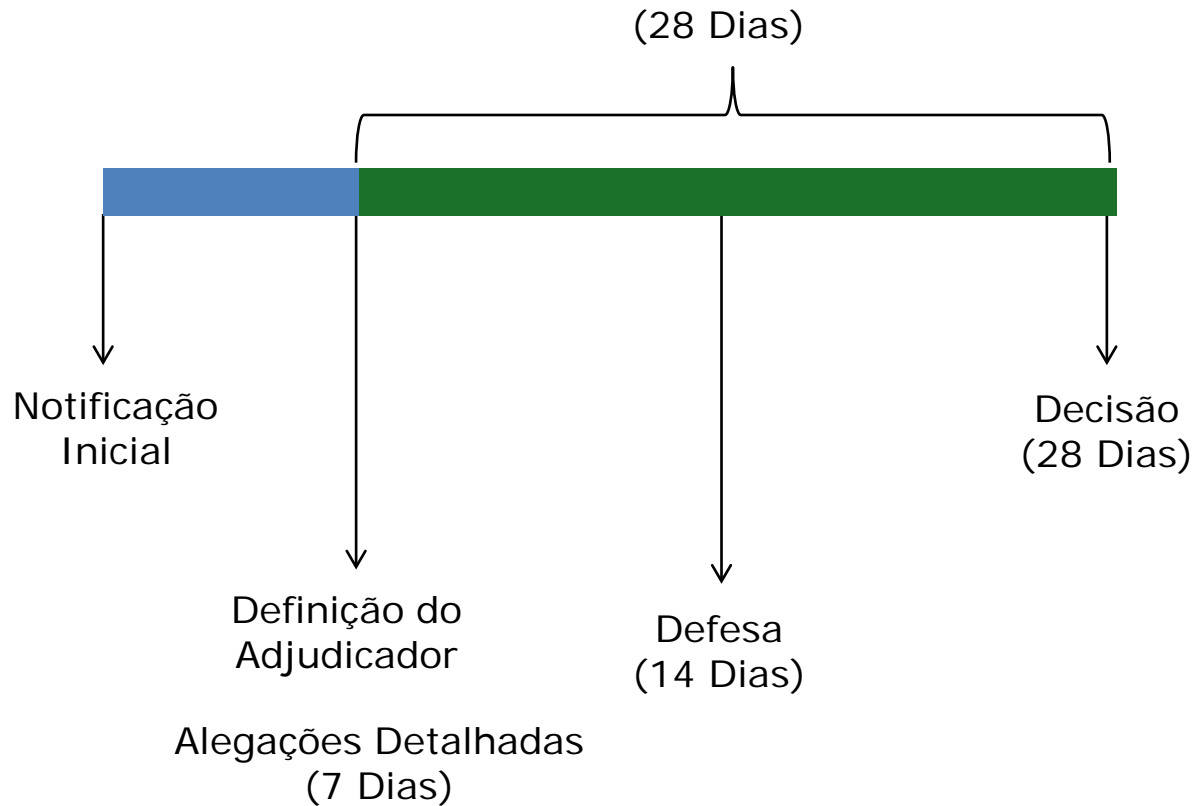 (28 Dias)
Notificação
Inicial
Decisão
(28 Dias)
Definição do
Adjudicador
Defesa
(14 Dias)
Alegações Detalhadas
(7 Dias)